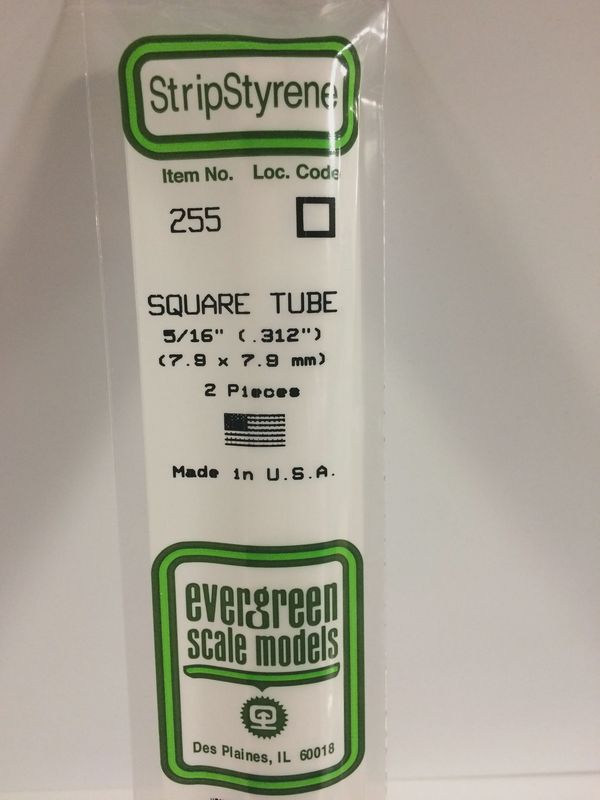 StripStyrene
Item No. Loc. Code
255
SQUARE TUBE
5/16" (.312")
(7.9 x 7.9 mm)
2 Pieces
Made in U.S.A.
evergreen
scale models
Des Plaines, IL 60018